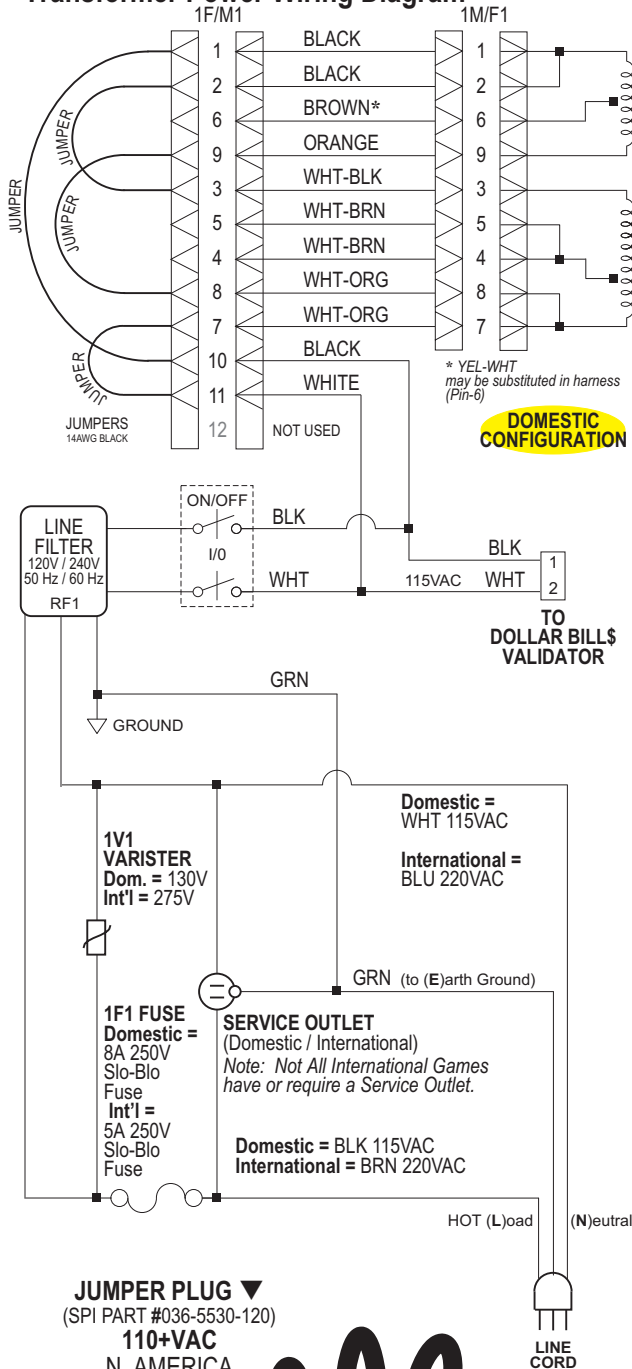 Transformer Power Wiring Diagram
1F/M1
1M/F1
BLACK
BLACK
BROWN*
ORANGE
WHT-BLK
WHT-BRN
WHT-BRN
WHT-ORG
WHT-ORG
BLACK
WHITE
NOT USED
1
2
6
9
3
5
4
8
7
10
11
12
1
2
6
9
3
5
4
8
7
JUMPER
JUMPER
JUMPER
JUMPER
JUMPERS
14AWG BLACK
* YEL-WHT
may be substituted in harness
(Pin-6)
DOMESTIC
CONFIGURATION
LINE
FILTER
120V / 240V
50 Hz / 60 Hz
RF1
ON/OFF
I/0
BLK
WHT
BLK
115VAC WHT
1
2
TO
DOLLAR BILL$
VALIDATOR
GRN
GROUND
Domestic =
WHT 115VAC
International =
BLU 220VAC
1V1
VARISTER
Dom. = 130V
Int'l = 275V
GRN (to (E)arth Ground)
1F1 FUSE
Domestic =
8A 250V
Slo-Blo
Fuse
Int'l =
5A 250V
Slo-Blo
Fuse
SERVICE OUTLET
(Domestic / International)
Note: Not All International Games
have or require a Service Outlet.
Domestic = BLK 115VAC
International = BRN 220VAC
HOT (L)oad
(N)eutral
LINE
CORD
JUMPER PLUG ▼
(SPI PART #036-5530-120)
110+VAC
N. AMERICA